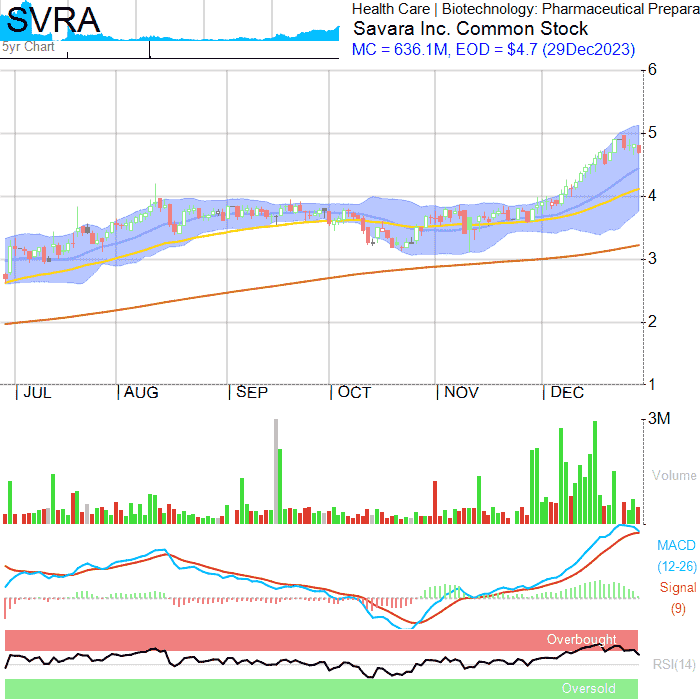 SVRA
5yr Chart
Health Care | Biotechnology: Pharmaceutical Prepara
Savara Inc. Common Stock
MC = 636.1M, EOD = $4.7 (29Dec2023)
6
5
4
3
2
1
JUL AUG SEP OCT NOV DEC
3M
Volume
MACD
(12-26)
Signal
(9)
Overbought
RSI(14)
Oversold